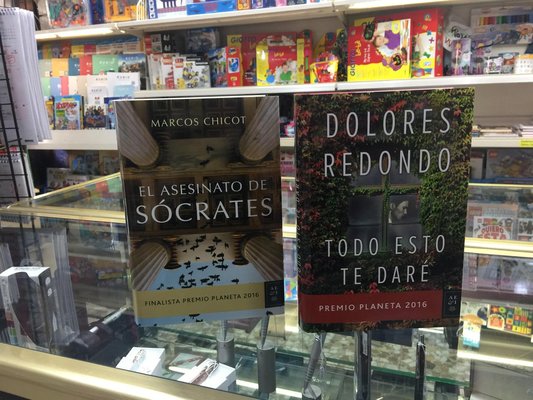 MARCOS CHICOT
EL ASESINATO DE
SÓCRATES
FINALISTA PREMIO PLANETA 2016
DOLORES
REDONDO
TODO ESTO
TE DARÉ
PREMIO PLANETA 2016